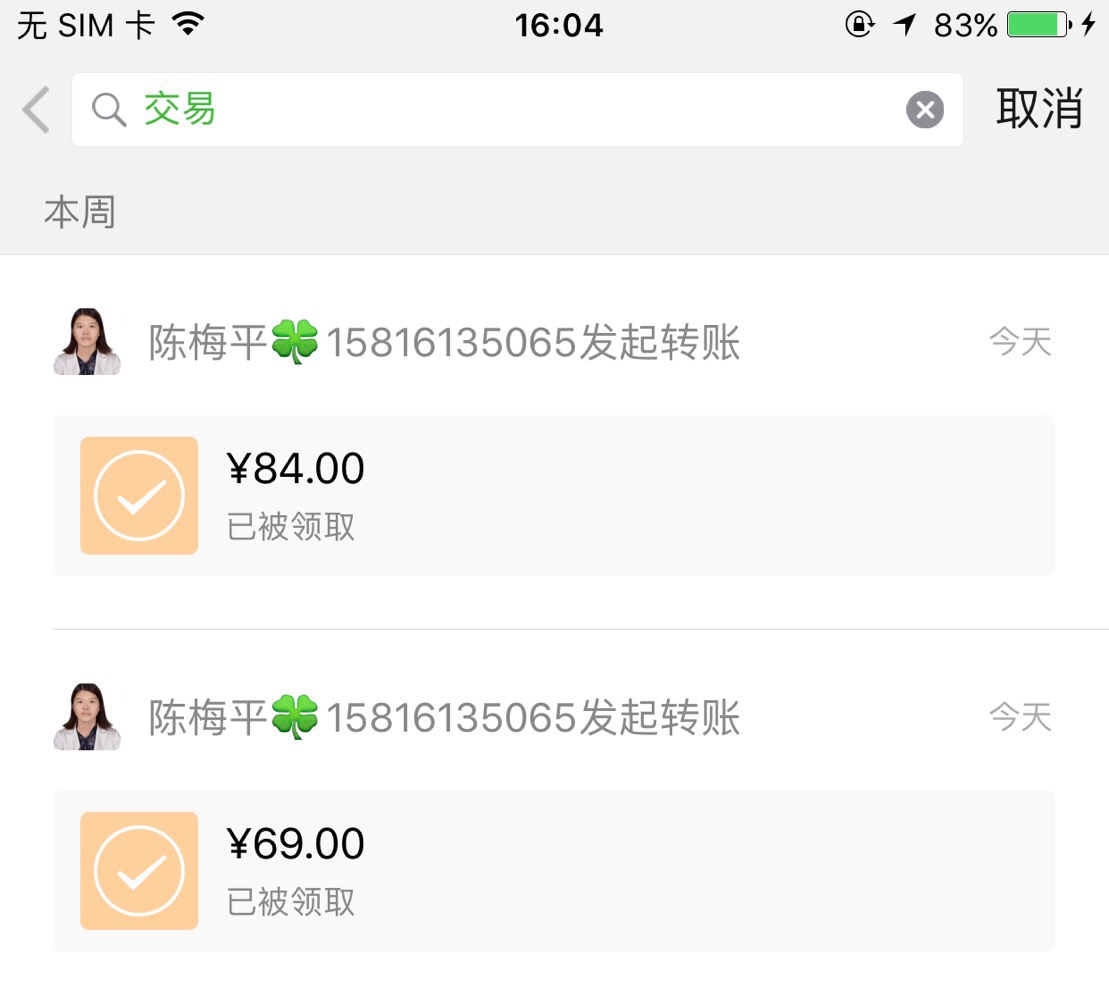 无 SIM 卡 16:04 83%
交易 取消
本周
陈梅平🍀15816135065发起转账 今天
¥84.00
已被领取
陈梅平🍀15816135065发起转账 今天
¥69.00
已被领取